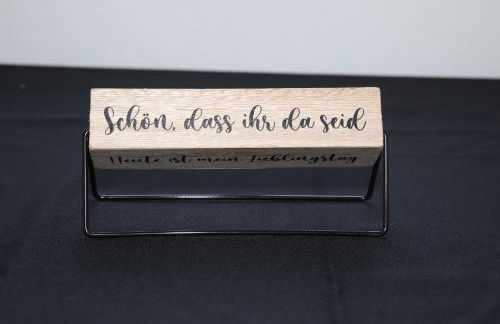 Schön, dass ihr da seid
Heute ist mein Lieblingstag